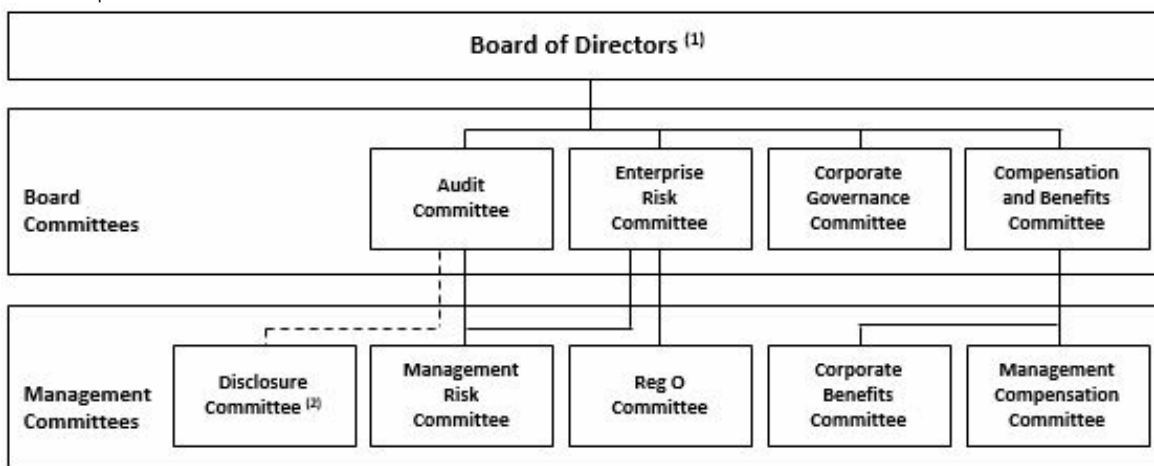 Board of Directors (1)
Board
Committees
Audit
Committee
Enterprise
Risk
Committee
Corporate
Governance
Committee
Compensation
and Benefits
Committee
Management
Committees
Disclosure
Committee (2)
Management
Risk
Committee
Reg O
Committee
Corporate
Benefits
Committee
Management
Compensation
Committee